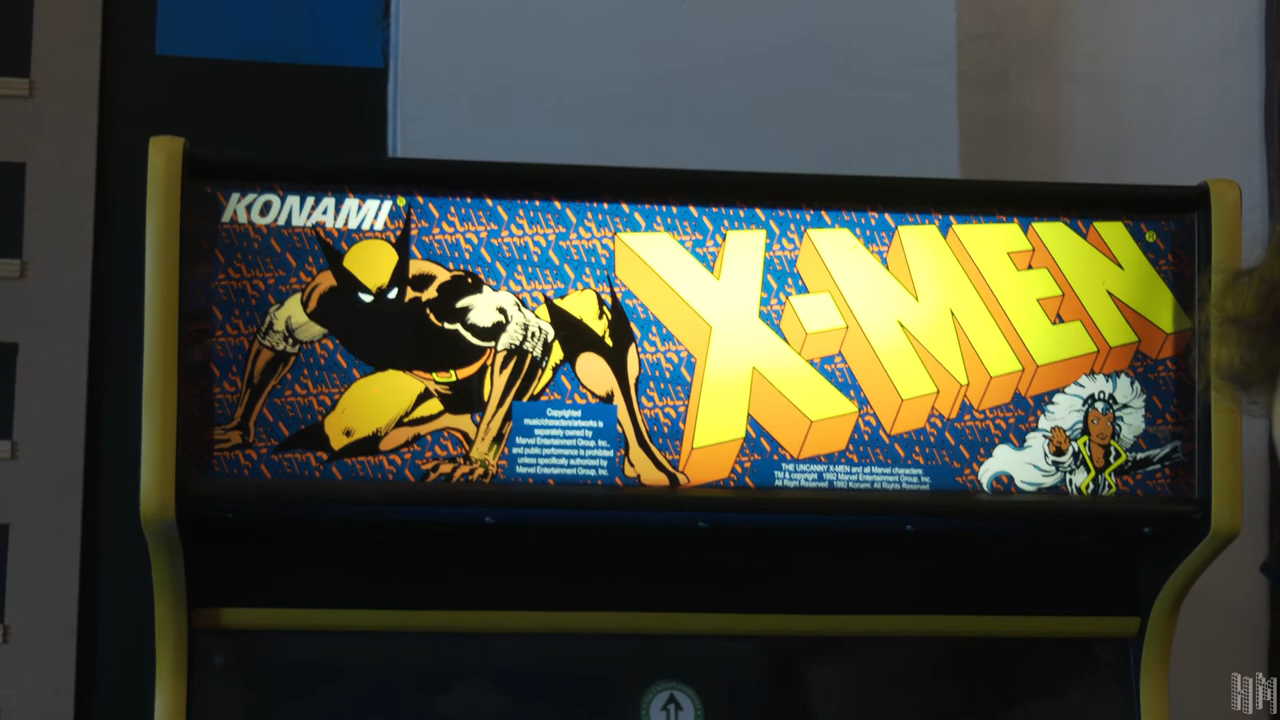 KONAMI®
X-MEN®
Copyrighted
music/characters/artworks is
separately owned by
Marvel Entertainment Group, Inc.,
and public performance is prohibited
unless specifically authorized by
Marvel Entertainment Group, Inc.
THE UNCANNY X-MEN and all Marvel characters:
TM & copyright 1992 Marvel Entertainment Group, Inc.
All Right Reserved 1992 Konami. All Rights Reserved.
HM